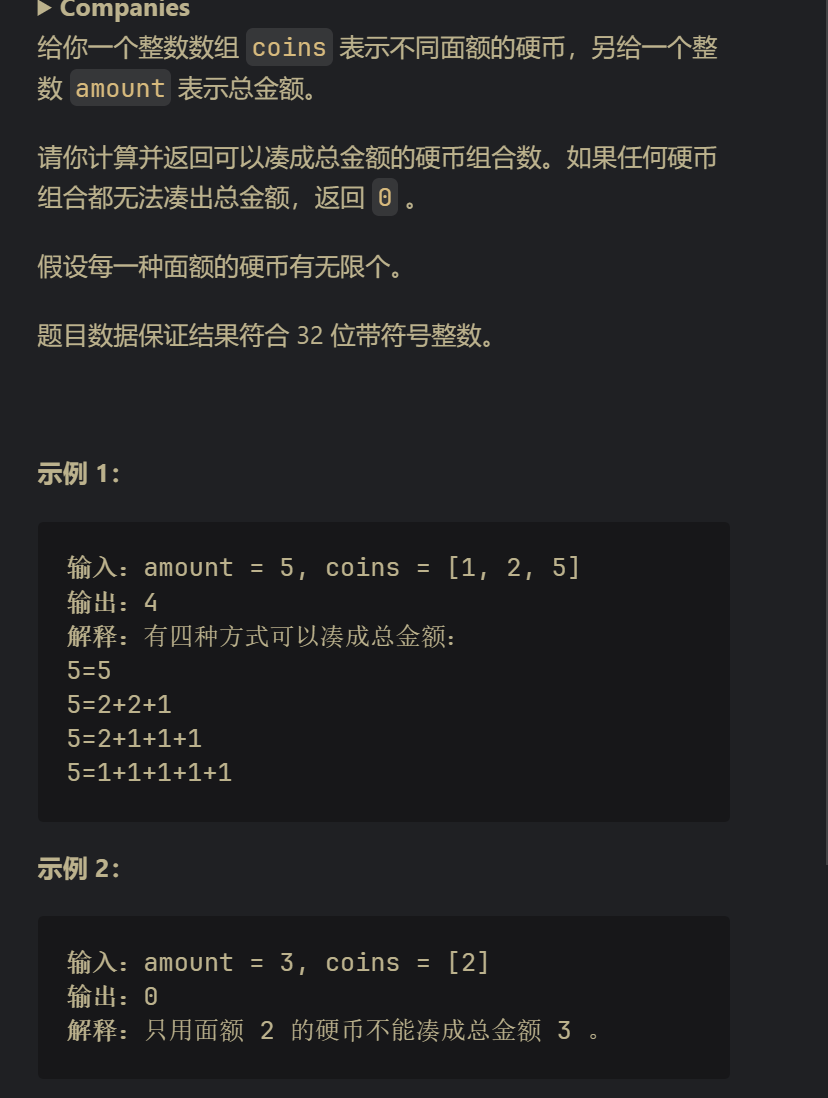 ▶ Companies
给你一个整数数组 coins 表示不同面额的硬币，另给一个整
数 amount 表示总金额。
请你计算并返回可以凑成总金额的硬币组合数。如果任何硬币
组合都无法凑出总金额，返回 0 。
假设每一种面额的硬币有无限个。
题目数据保证结果符合 32 位带符号整数。
示例 1：
输入：amount = 5, coins = [1, 2, 5]
输出：4
解释：有四种方式可以凑成总金额：
5=5
5=2+2+1
5=2+1+1+1
5=1+1+1+1+1
示例 2：
输入：amount = 3, coins = [2]
输出：0
解释：只用面额 2 的硬币不能凑成总金额 3 。